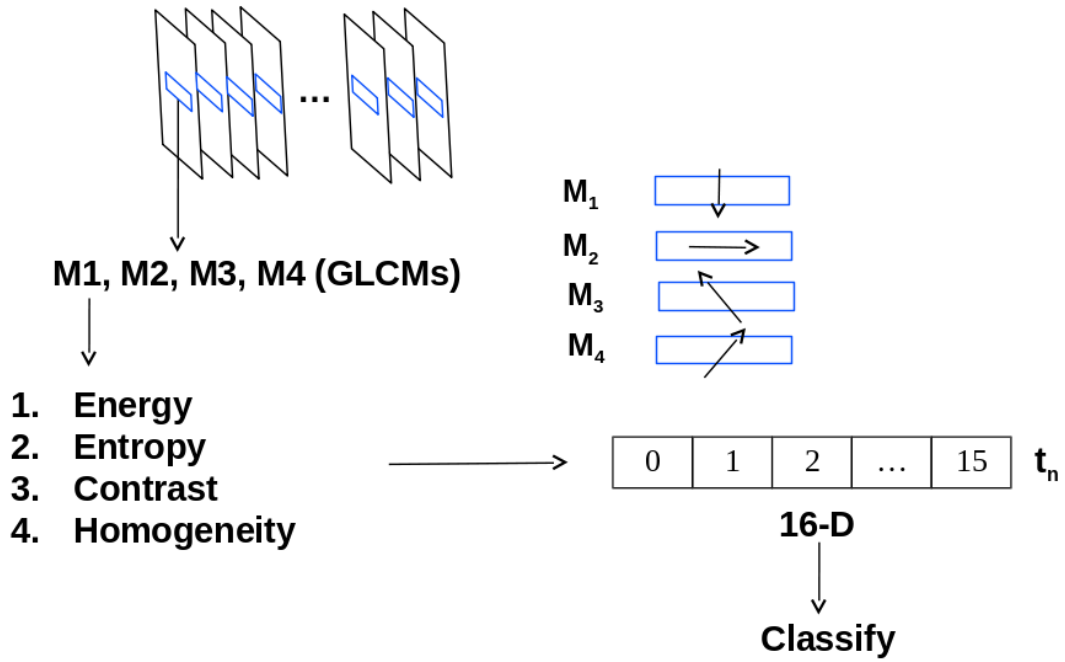 ...
M1, M2, M3, M4 (GLCMs)
M1
M2
M3
M4
1. Energy
2. Entropy
3. Contrast
4. Homogeneity
0 1 2 … 15 tn
16-D
Classify